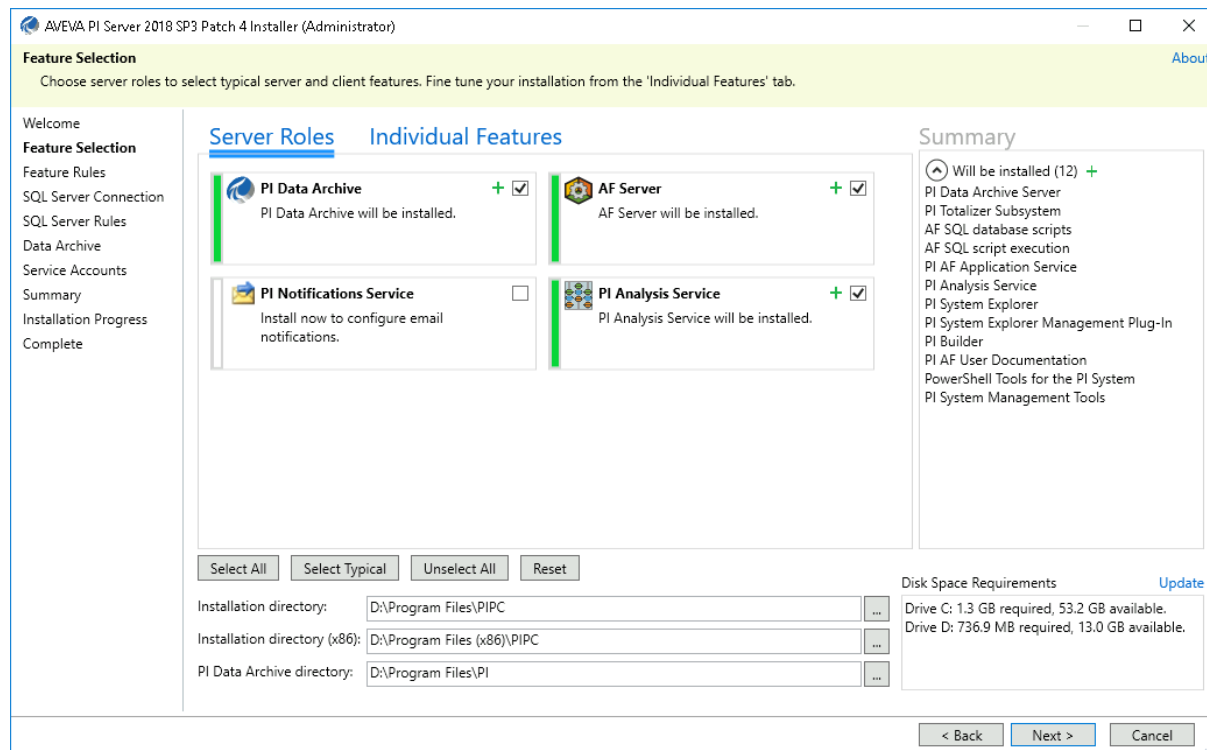 AVEVA PI Server 2018 SP3 Patch 4 Installer (Administrator)
Feature Selection
About
Choose server roles to select typical server and client features. Fine tune your installation from the 'Individual Features' tab.
Welcome
Feature Selection
Feature Rules
SQL Server Connection
SQL Server Rules
Data Archive
Service Accounts
Summary
Installation Progress
Complete
Server Roles
Individual Features
PI Data Archive
PI Data Archive will be installed.
AF Server
AF Server will be installed.
PI Notifications Service
Install now to configure email
notifications.
PI Analysis Service
PI Analysis Service will be installed.
Summary
Will be installed (12) +
PI Data Archive Server
PI Totalizer Subsystem
AF SQL database scripts
AF SQL script execution
PI AF Application Service
PI Analysis Service
PI System Explorer
PI System Explorer Management Plug-In
PI Builder
PI AF User Documentation
PowerShell Tools for the PI System
PI System Management Tools
Select All
Select Typical
Unselect All
Reset
Installation directory:
D:\Program Files\PIPC
...
Installation directory (x86):
D:\Program Files (x86)\PIPC
...
PI Data Archive directory:
D:\Program Files\PI
...
Disk Space Requirements
Update
Drive C: 1.3 GB required, 53.2 GB available.
Drive D: 736.9 MB required, 13.0 GB available.
< Back
Next >
Cancel